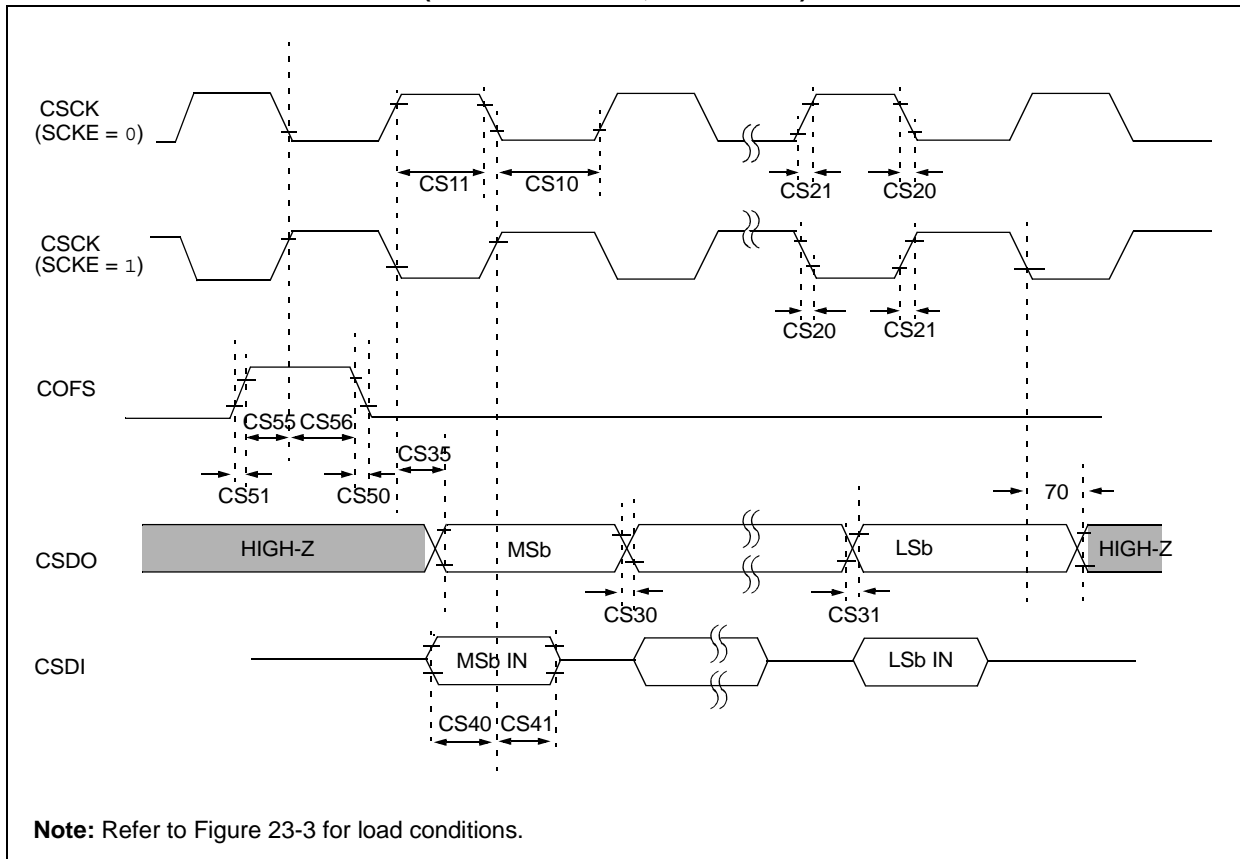 CSCK
(SCKE = 0)
CS11
CS10
CS21
CS20
CSCK
(SCKE = 1)
CS20
CS21
COFS
CS55
CS56
CS35
CS51
CS50
70
CSDO
HIGH-Z
MSb
LSb
HIGH-Z
CS30
CS31
CSDI
MSb IN
LSb IN
CS40
CS41
Note: Refer to Figure 23-3 for load conditions.